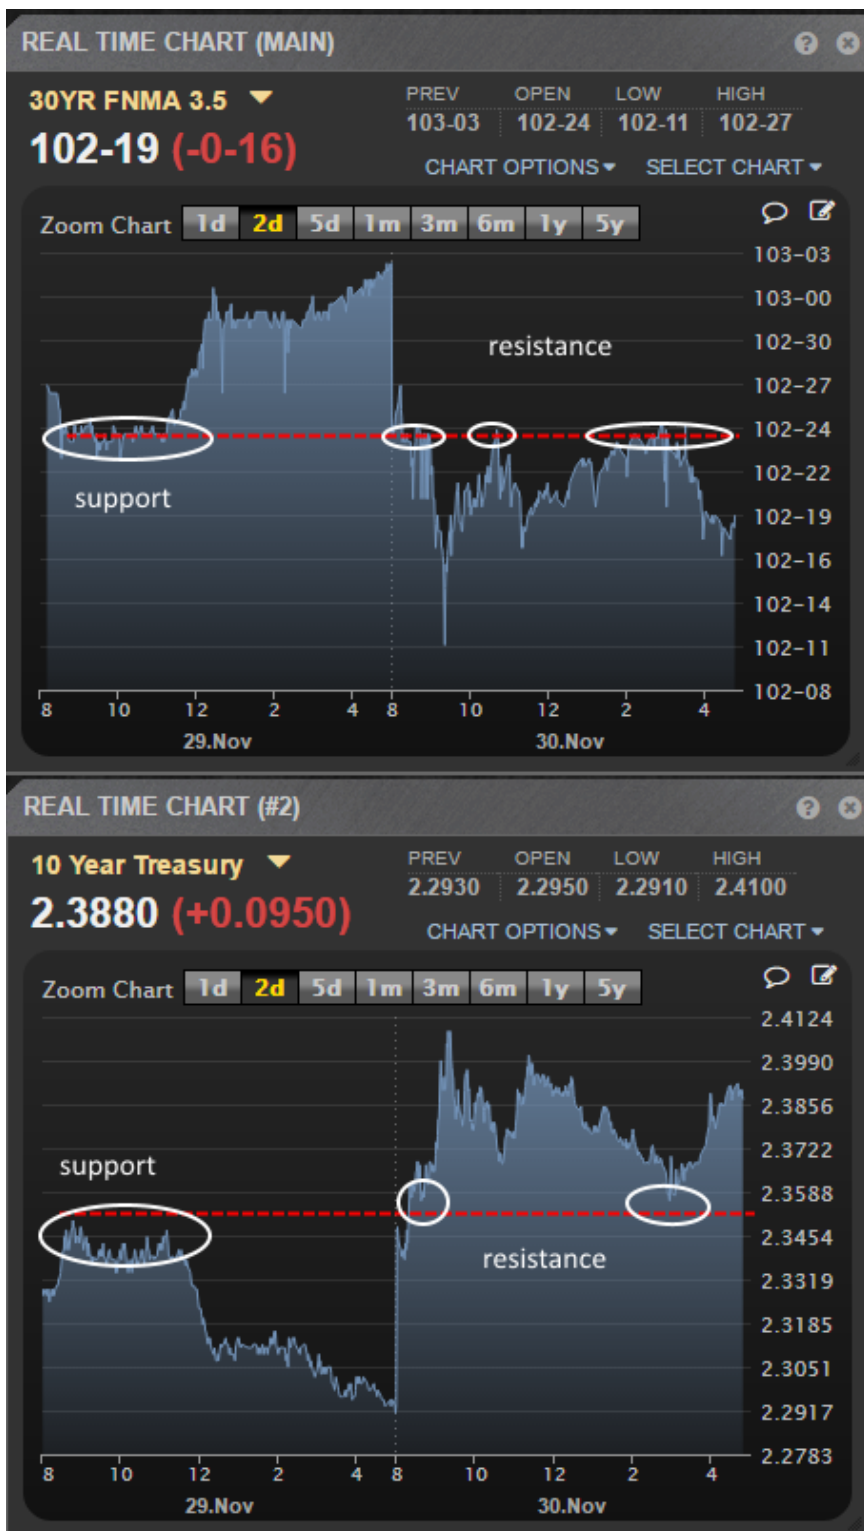 REAL TIME CHART (MAIN)
30YR FNMA 3.5
PREV OPEN LOW HIGH
103-03 102-24 102-11 102-27
102-19 (-0-16)
CHART OPTIONS SELECT CHART
Zoom Chart 1d 2d 5d 1m 3m 6m 1y 5y
103-03
103-00
102-30
resistance
102-27
102-24
102-22
support
102-19
102-16
102-14
102-11
102-08
8 10 12 2 4 8 10 12 2 4
29.Nov 30.Nov
REAL TIME CHART (#2)
10 Year Treasury
PREV OPEN LOW HIGH
2.2930 2.2950 2.2910 2.4100
2.3880 (+0.0950)
CHART OPTIONS SELECT CHART
Zoom Chart 1d 2d 5d 1m 3m 6m 1y 5y
2.4124
2.3990
2.3856
2.3722
support
2.3588
2.3454
resistance
2.3319
2.3185
2.3051
2.2917
2.2783
8 10 12 2 4 8 10 12 2 4
29.Nov 30.Nov